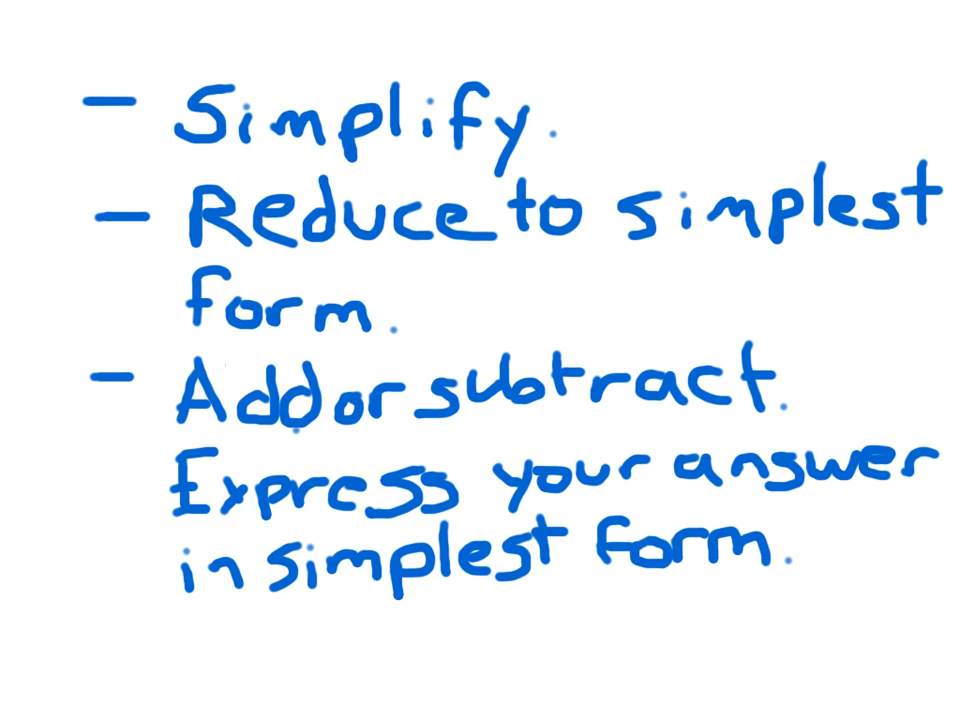 - Simplify.
- Reduce to simplest
form.
- Add or subtract.
Express your answer
in simplest form.